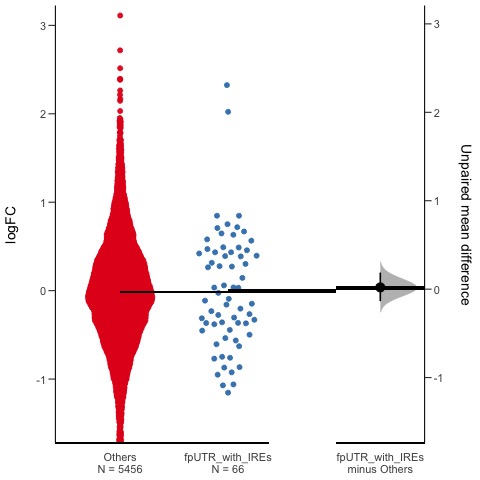 logFC
3
2
1
0
-1
3
2
1
0
-1
Unpaired mean difference
Others
N = 5456
fpUTR_with_IREs
N = 66
fpUTR_with_IREs
minus Others